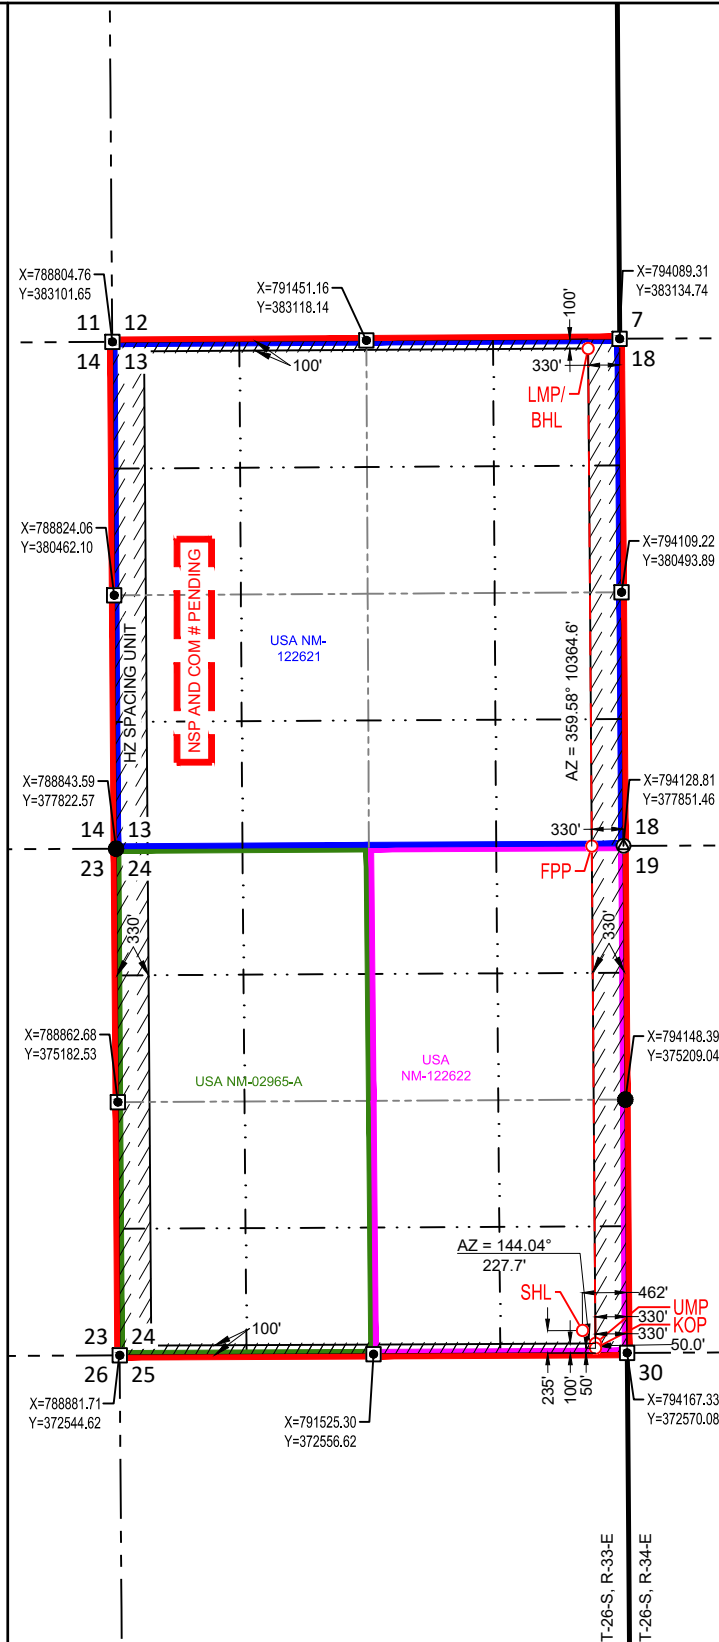 X=788804.76
Y=383101.65
X=791451.16
Y=383118.14
X=794089.31
Y=383134.74
11 12
7
100'
14 13
100'
330'
18
LMP/
BHL
X=788824.06
Y=380462.10
X=794109.22
Y=380493.89
NSP AND COM # PENDING
HZ SPACING UNIT
USA NM-
122621
AZ = 359.58° 10364.6'
X=788843.59
Y=377822.57
X=794128.81
Y=377851.46
14 13
330'
18
23 24
FPP
19
330'
330'
X=788862.68
Y=375182.53
X=794148.39
Y=375209.04
USA NM-02965-A
USA
NM-122622
AZ = 144.04°
227.7'
SHL
462'
UMP
330'
KOP
330'
50.0'
23 24
100'
26 25
30
235'
100'
50'
X=788881.71
Y=372544.62
X=791525.30
Y=372556.62
X=794167.33
Y=372570.08
T-26-S, R-33-E
T-26-S, R-34-E